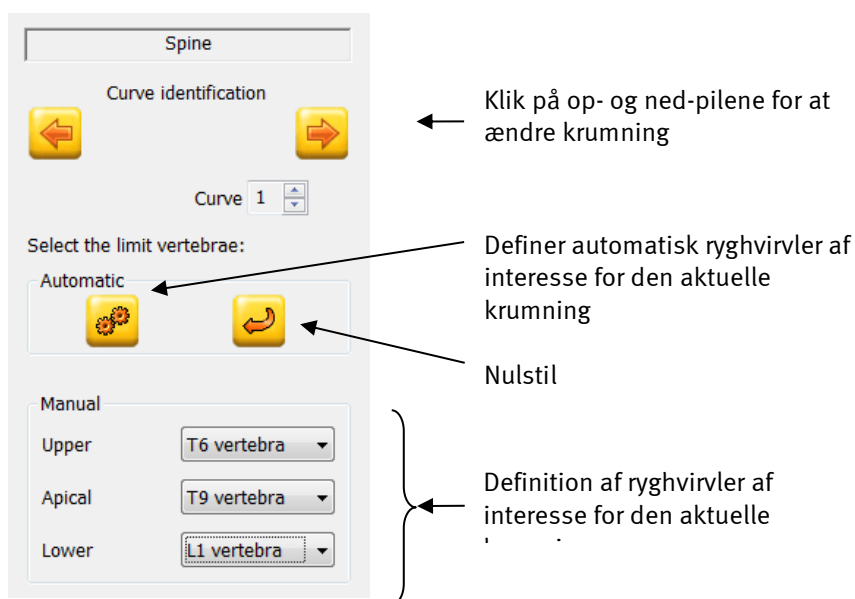 Spine
Curve identification
Klik på op- og ned-pilene for at
ændre krumning
Curve 1
Select the limit vertebrae:
Definer automatisk ryghvirvler af
interesse for den aktuelle
krumning
Automatic
Nulstil
Manual
Upper T6 vertebra
Apical T9 vertebra
Lower L1 vertebra
Definition af ryghvirvler af
interesse for den aktuelle